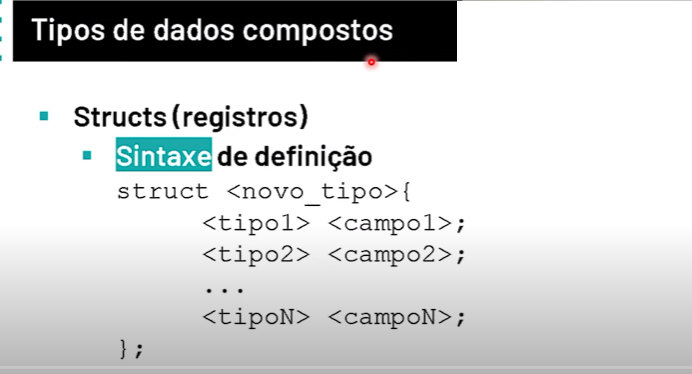 Tipos de dados compostos
Structs (registros)
Sintaxe de definição
struct <novo_tipo>{
<tipo1> <campo1>;
<tipo2> <campo2>;
...
<tipoN> <campoN>;
};